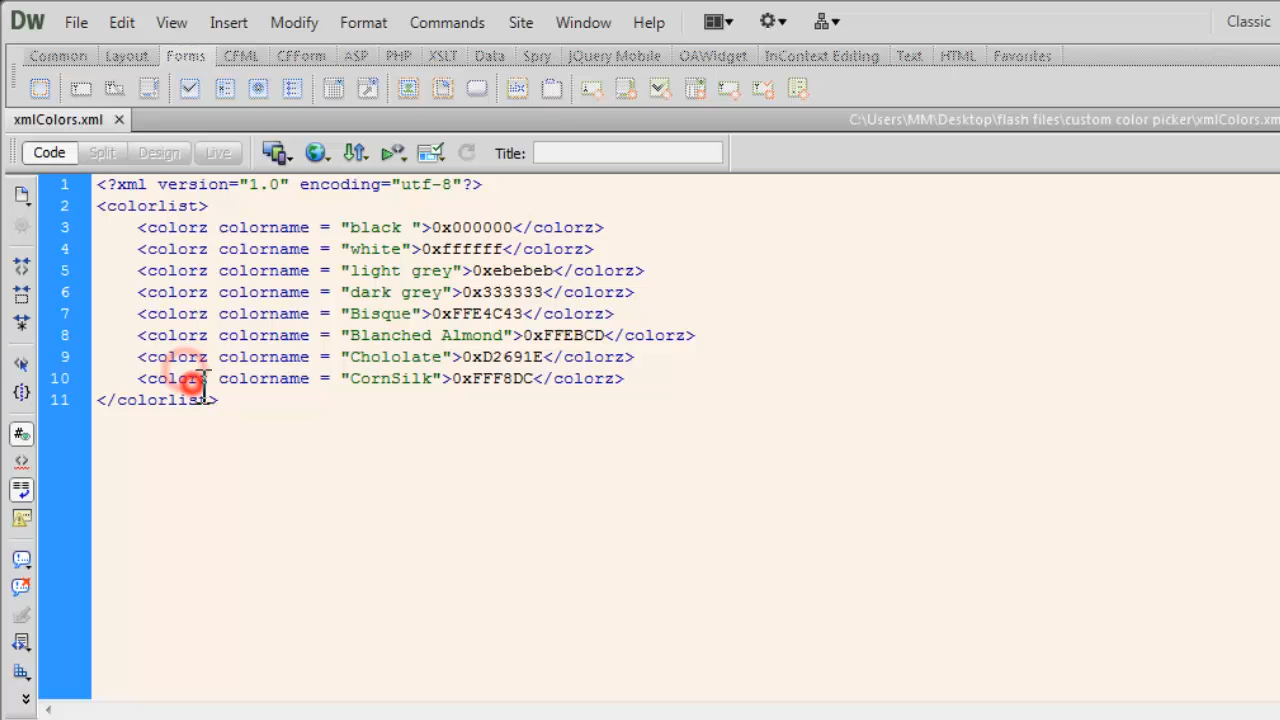 Dw File Edit View Insert Modify Format Commands Site Window Help Classic
Common Layout Forms CFML CFForm ASP PHP XSLT Data Spry jQuery Mobile OAWidget InContext Editing Text HTML Favorites
xmlColors.xml C:\Users\MM\Desktop\flash files\custom color picker\xmlColors.xm
Code Split Design Live Title:
1 <?xml version="1.0" encoding="utf-8"?>
2 <colorlist>
3 <colorz colorname = "black ">0x000000</colorz>
4 <colorz colorname = "white">0xffffff</colorz>
5 <colorz colorname = "light grey">0xebebeb</colorz>
6 <colorz colorname = "dark grey">0x333333</colorz>
7 <colorz colorname = "Bisque">0xFFE4C43</colorz>
8 <colorz colorname = "Blanched Almond">0xFFEBCD</colorz>
9 <colorz colorname = "Chololate">0xD2691E</colorz>
10 <colorz colorname = "CornSilk">0xFFF8DC</colorz>
11 </colorlist>